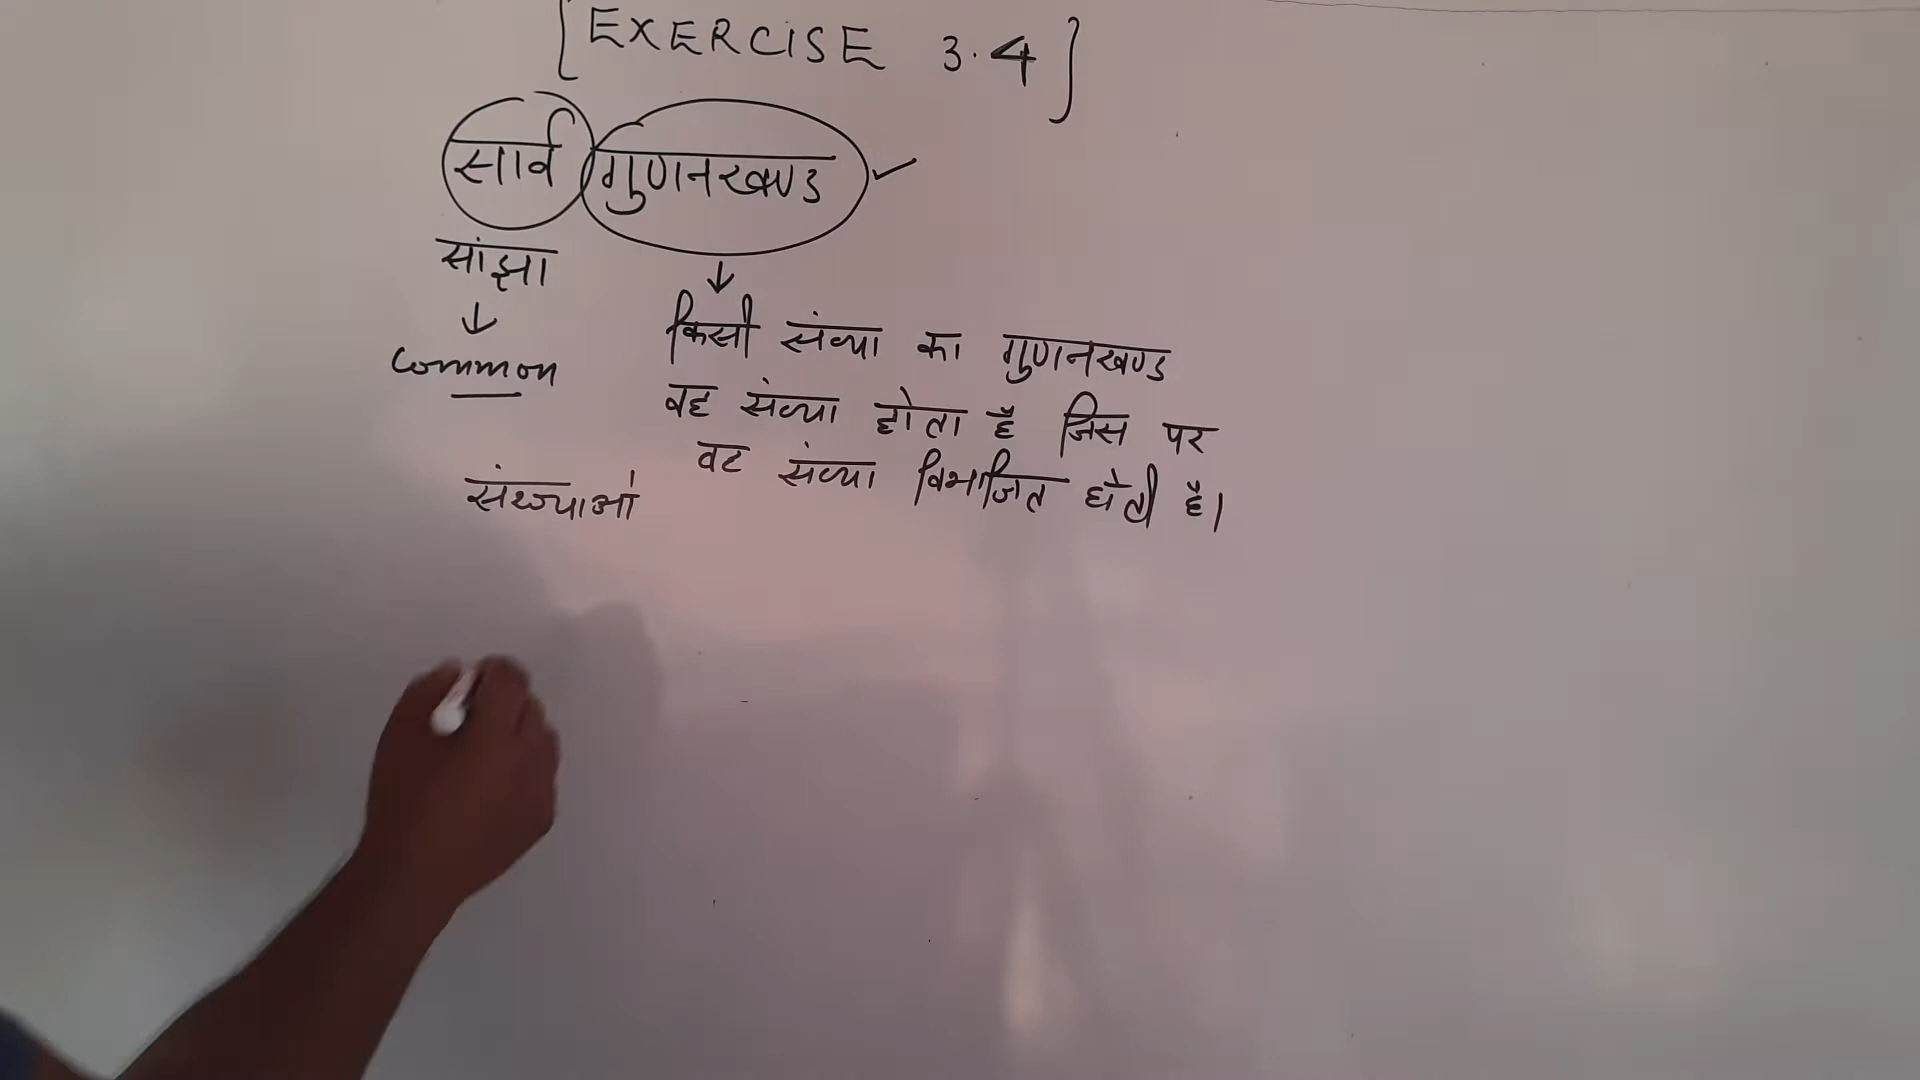 [EXERCISE 3.4]
सार्व गुणनखण्ड ✓
सांझा
↓
↓
common
किसी संख्या का गुणनखण्ड
वह संख्या होता है जिस पर
वह संख्या विभाजित होती है।
संख्याओं